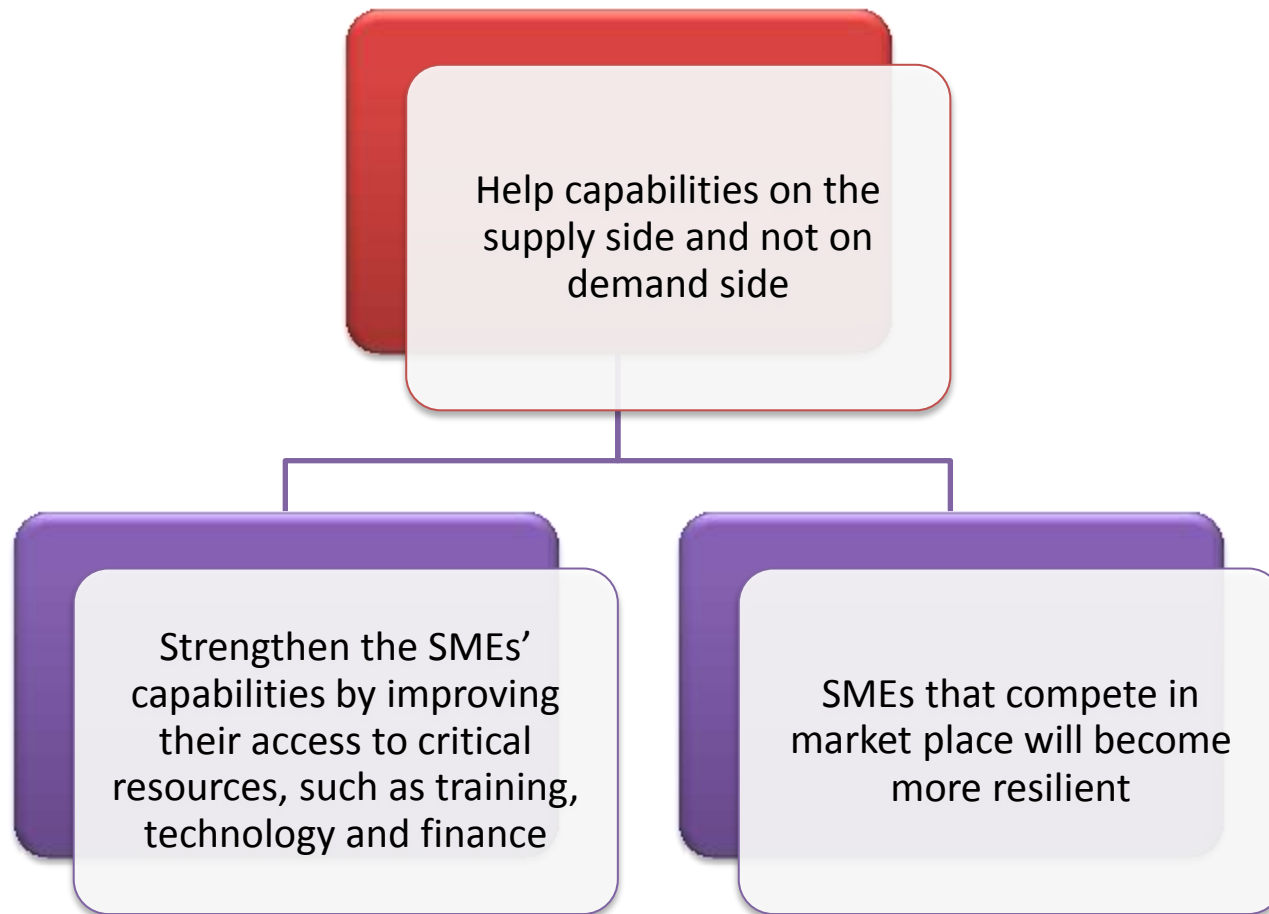 Help capabilities on the
supply side and not on
demand side
Strengthen the SMEs’
capabilities by improving
their access to critical
resources, such as training,
technology and finance
SMEs that compete in
market place will become
more resilient